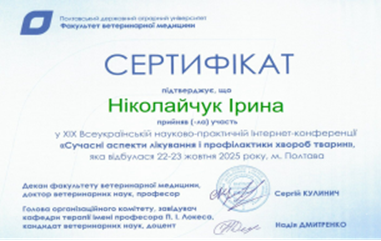 Полтавський державний аграрний університет
Факультет ветеринарної медицини
СЕРТИФІКАТ
підтверджує, що
Ніколайчук Ірина
прийняв (-ла) участь
у XIX Всеукраїнській науково-практичній Інтернет-конференції
«Сучасні аспекти лікування і профілактики хвороб тварин»,
яка відбулася 22-23 жовтня 2025 року, м. Полтава
Декан факультету ветеринарної медицини,
доктор ветеринарних наук, професор
Сергій КУЛИНИЧ
Голова організаційного комітету, завідувач
кафедри терапії імені професора П. І. Локеса,
кандидат ветеринарних наук, доцент
Надія ДМИТРЕНКО